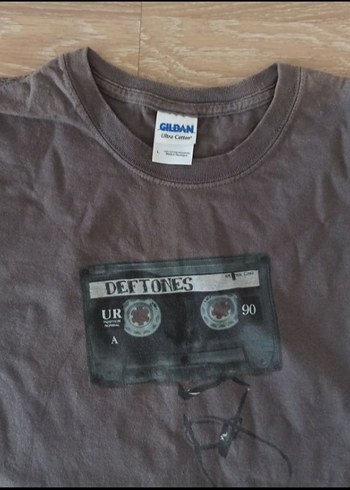 GILDAN
Ultra Cotton
L
DEFTONES
UR
90
A